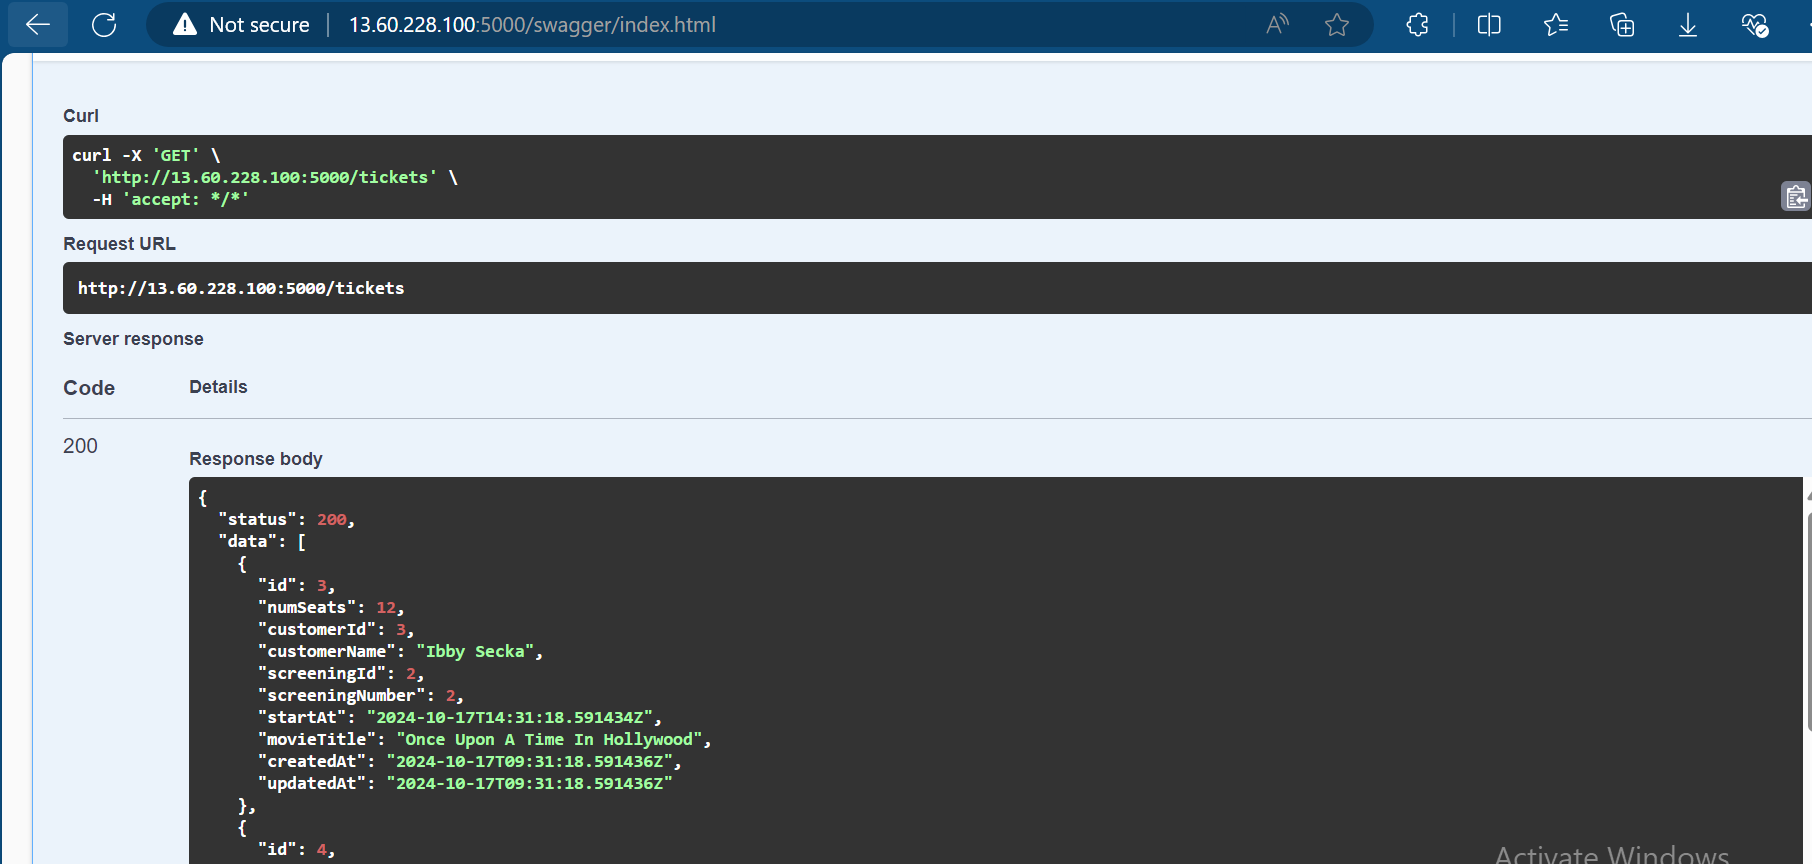 Not secure 13.60.228.100:5000/swagger/index.html
Curl
curl -X 'GET' \
'http://13.60.228.100:5000/tickets' \
-H 'accept: */*'
Request URL
http://13.60.228.100:5000/tickets
Server response
Code Details
200
Response body
{
"status": 200,
"data": [
{
"id": 3,
"numSeats": 12,
"customerId": 3,
"customerName": "Ibby Secka",
"screeningId": 2,
"screeningNumber": 2,
"startAt": "2024-10-17T14:31:18.591434Z",
"movieTitle": "Once Upon A Time In Hollywood",
"createdAt": "2024-10-17T09:31:18.591436Z",
"updatedAt": "2024-10-17T09:31:18.591436Z"
},
{
"id": 4,
Activate Windows